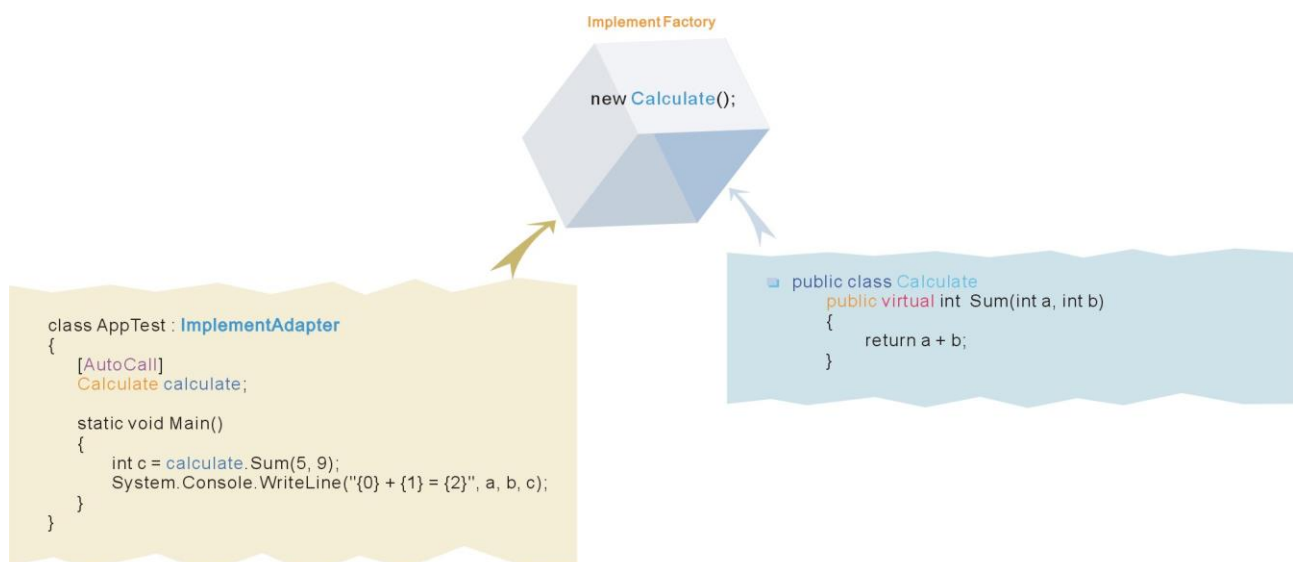 Implement Factory
new Calculate();
class AppTest : ImplementAdapter
{
[AutoCall]
Calculate calculate;
static void Main()
{
int c = calculate.Sum(5, 9);
System.Console.WriteLine("{0} + {1} = {2}", a, b, c);
}
}
public class Calculate
public virtual int Sum(int a, int b)
{
return a + b;
}